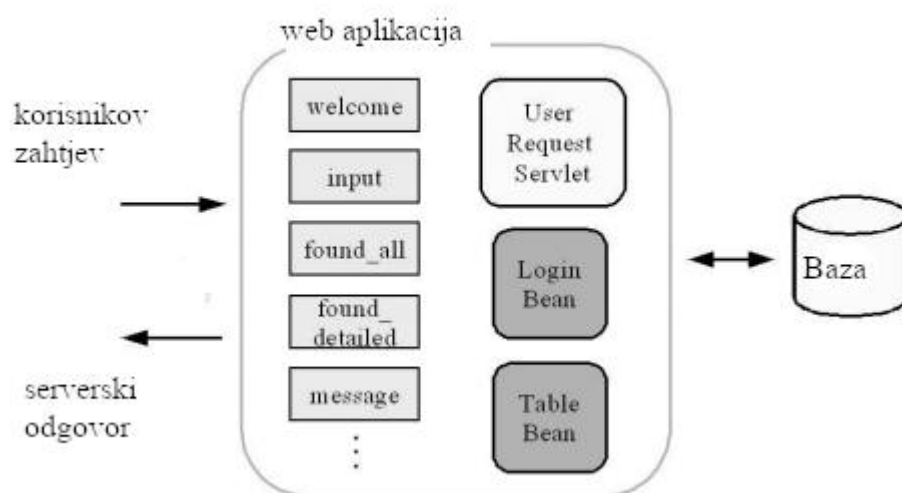 web aplikacija
korisnikov
zahtjev
welcome
input
found_all
found_
detailed
message
User
Request
Servlet
Login
Bean
Table
Bean
Baza
serverski
odgovor